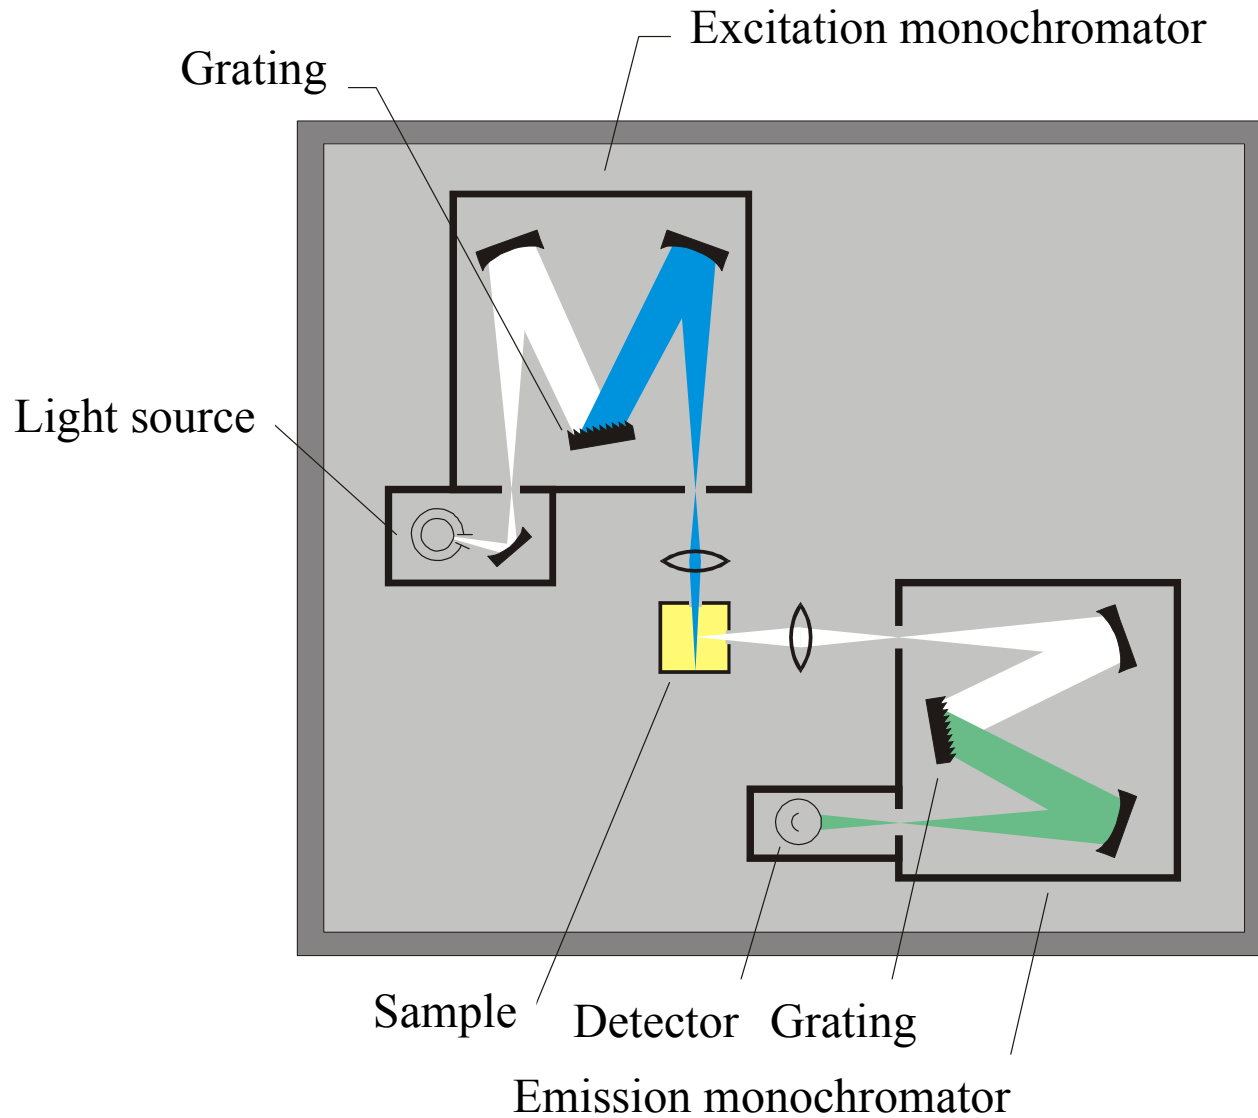 Excitation monochromator
Grating
Light source
Sample
Detector
Grating
Emission monochromator